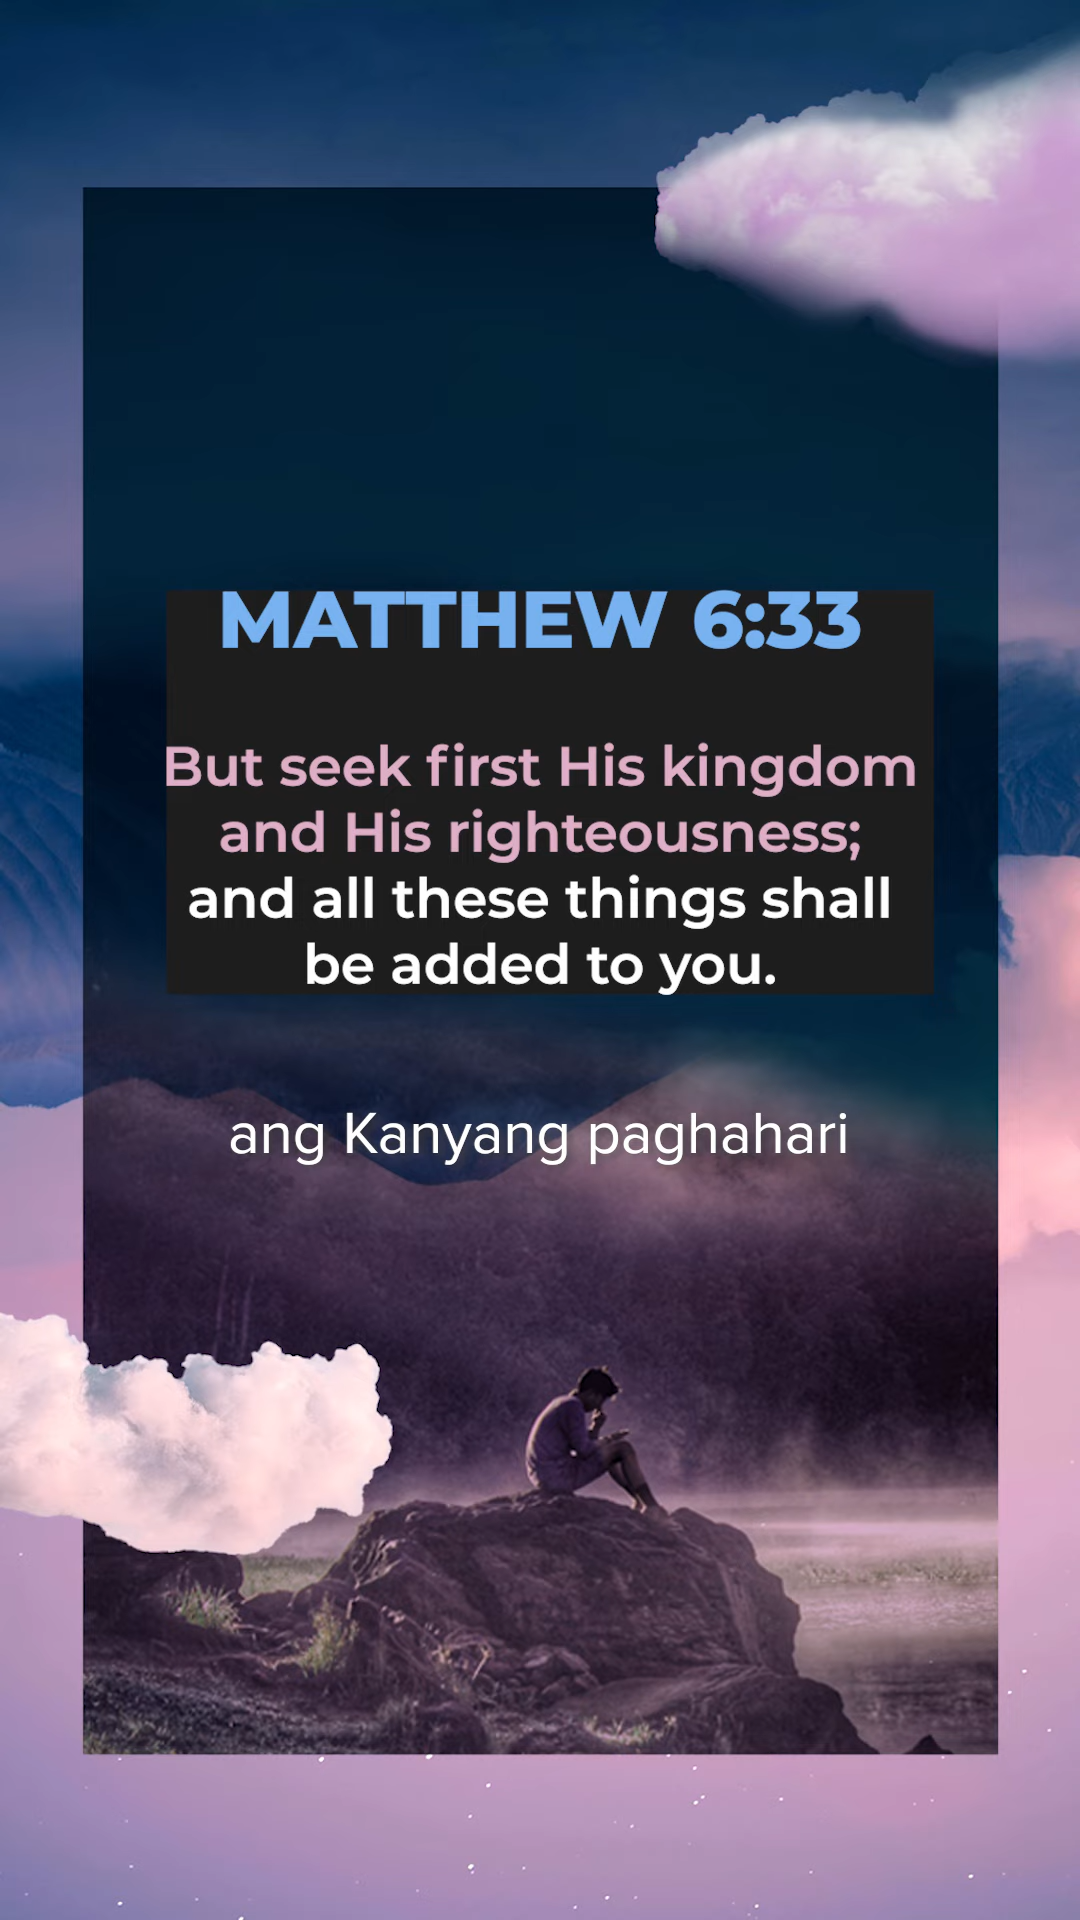 MATTHEW 6:33
But seek first His kingdom
and His righteousness;
and all these things shall
be added to you.
ang Kanyang paghahari